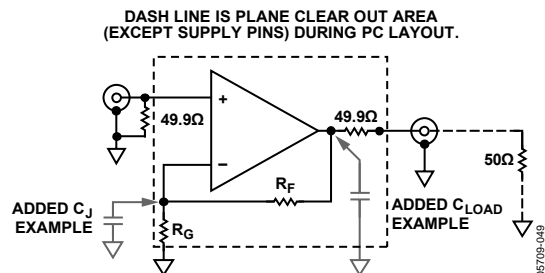 DASH LINE IS PLANE CLEAR OUT AREA
(EXCEPT SUPPLY PINS) DURING PC LAYOUT.
49.9Ω
+
–
49.9Ω
50Ω
R_F
ADDED C_J
EXAMPLE
R_G
ADDED C_LOAD
EXAMPLE
05709-049